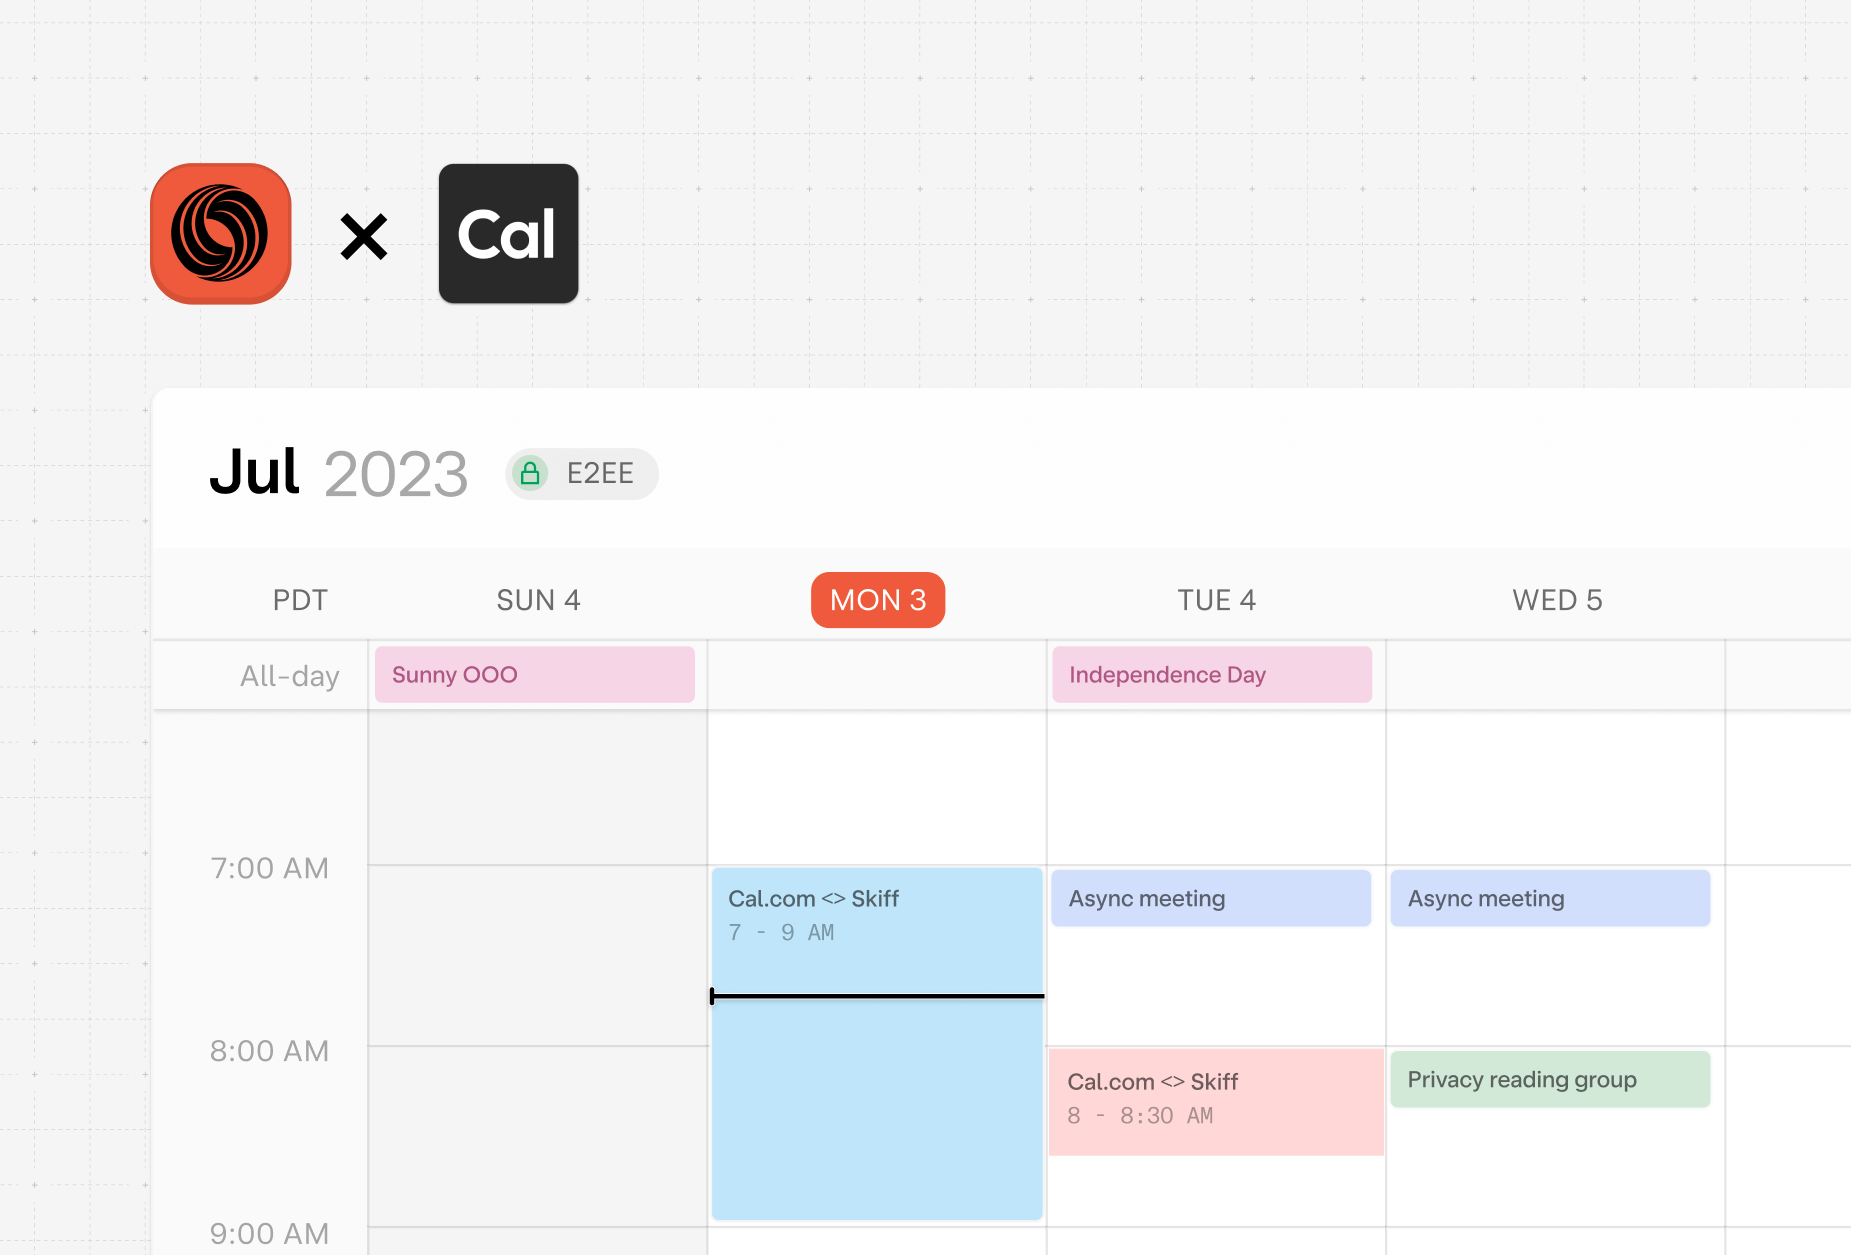 Cal
Jul 2023 E2EE
PDT SUN 4 MON 3 TUE 4 WED 5
All-day Sunny OOO Independence Day
7:00 AM
Cal.com <> Skiff
7 - 9 AM
Async meeting
Async meeting
8:00 AM
Cal.com <> Skiff
8 - 8:30 AM
Privacy reading group
9:00 AM